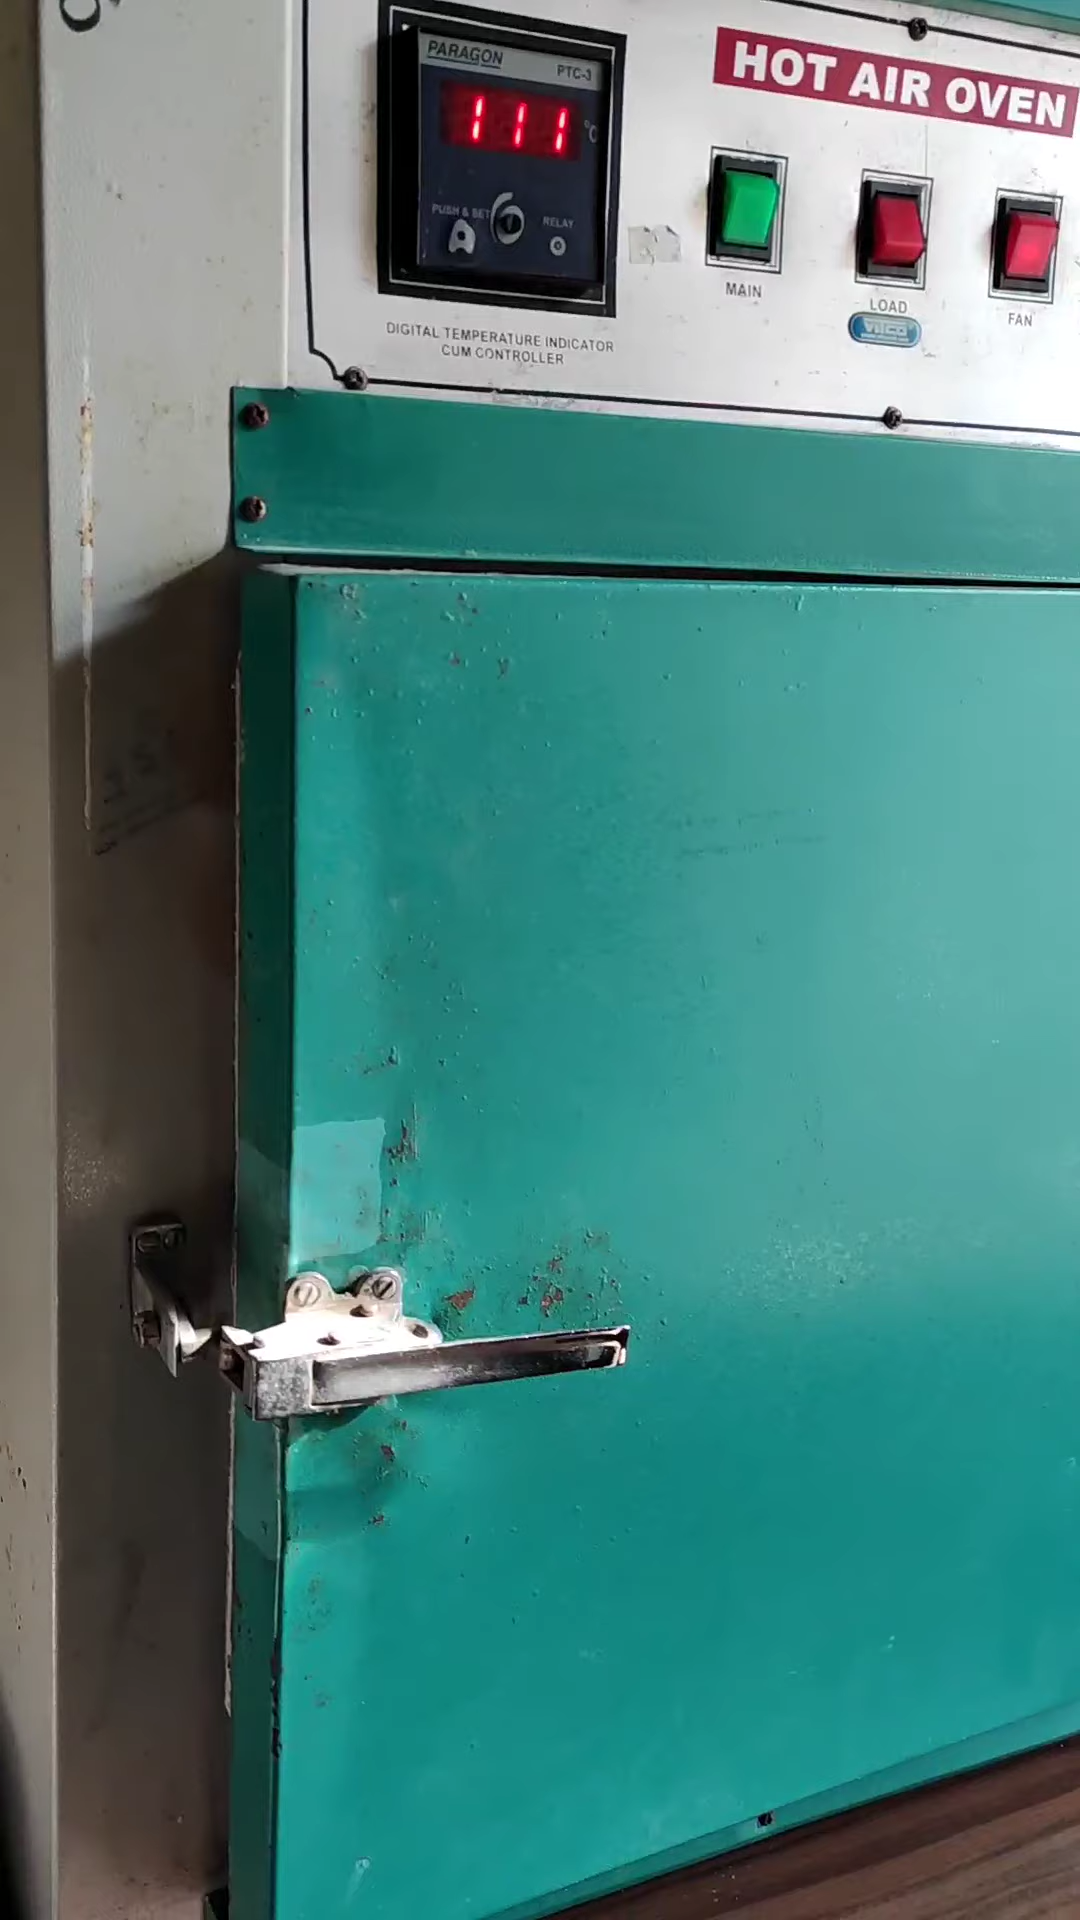 PARAGON
PTC-3
111 °C
PUSH & SET
RELAY
HOT AIR OVEN
MAIN
LOAD
FAN
DIGITAL TEMPERATURE INDICATOR
CUM CONTROLLER